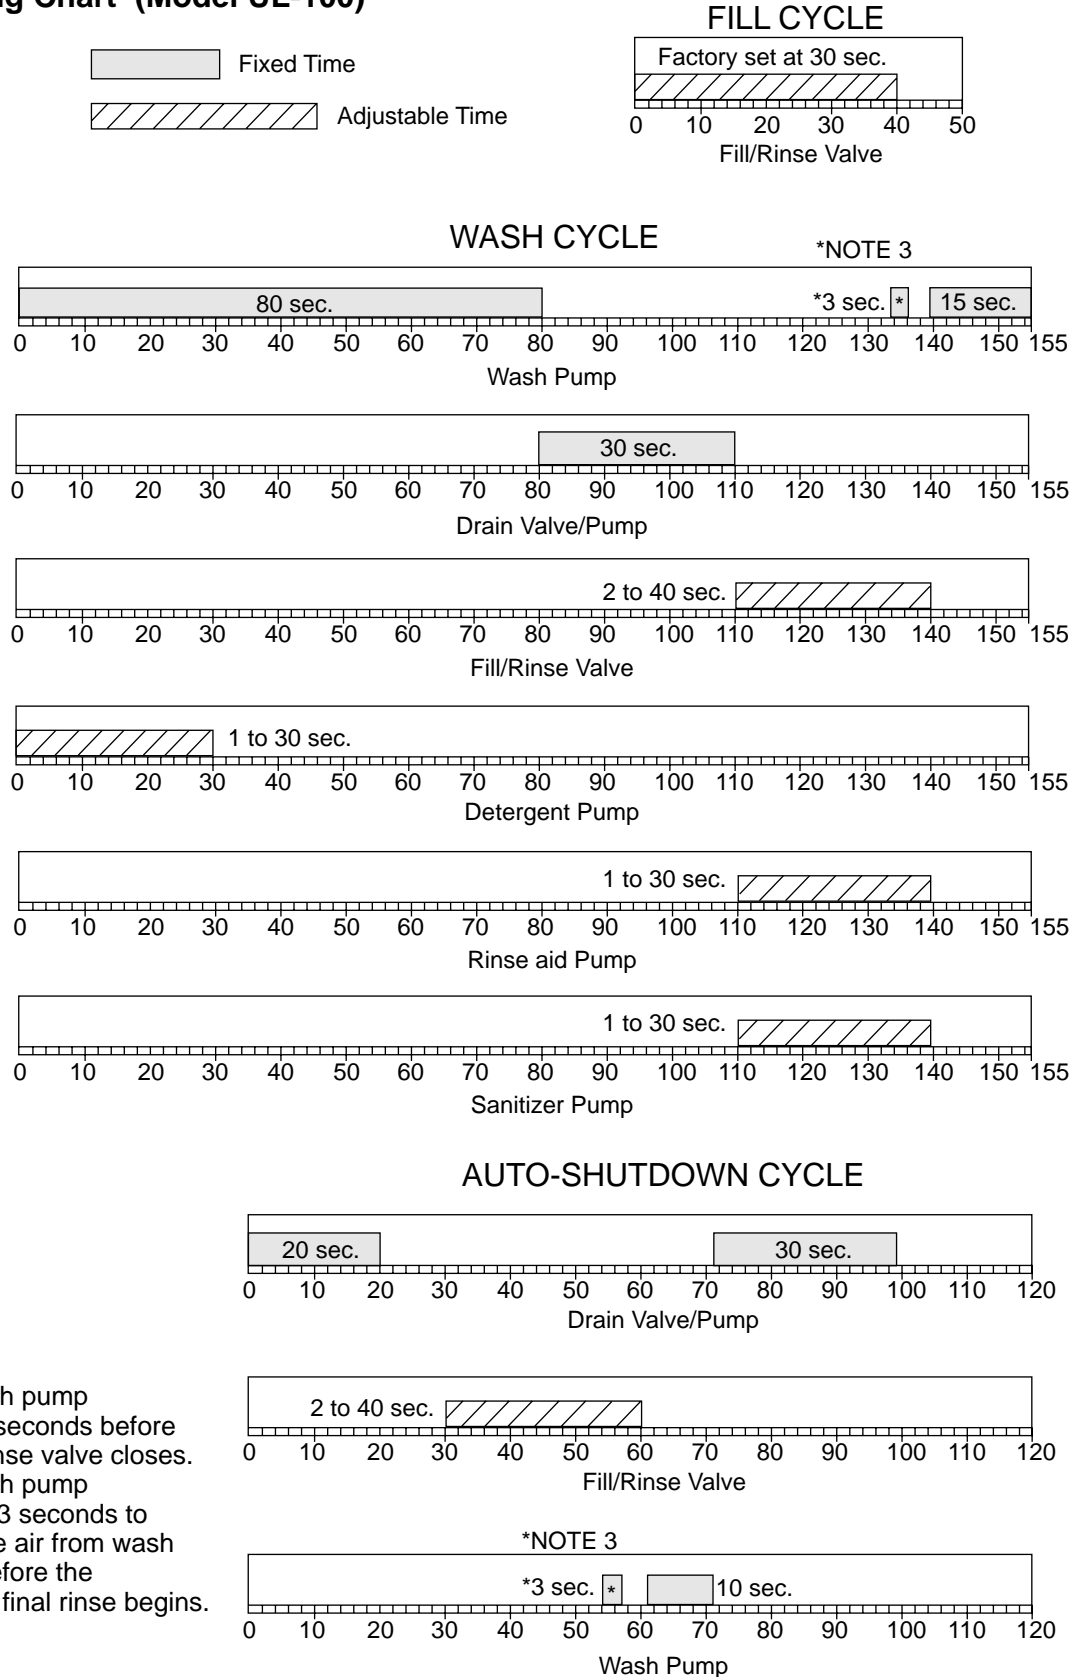 g Chart (Model UL-100)
Fixed Time
Adjustable Time
FILL CYCLE
Factory set at 30 sec.
0 10 20 30 40 50
Fill/Rinse Valve
WASH CYCLE
*NOTE 3
80 sec. *3 sec. * 15 sec.
0 10 20 30 40 50 60 70 80 90 100 110 120 130 140 150 155
Wash Pump
30 sec.
0 10 20 30 40 50 60 70 80 90 100 110 120 130 140 150 155
Drain Valve/Pump
2 to 40 sec.
0 10 20 30 40 50 60 70 80 90 100 110 120 130 140 150 155
Fill/Rinse Valve
1 to 30 sec.
0 10 20 30 40 50 60 70 80 90 100 110 120 130 140 150 155
Detergent Pump
1 to 30 sec.
0 10 20 30 40 50 60 70 80 90 100 110 120 130 140 150 155
Rinse aid Pump
1 to 30 sec.
0 10 20 30 40 50 60 70 80 90 100 110 120 130 140 150 155
Sanitizer Pump
AUTO-SHUTDOWN CYCLE
20 sec. 30 sec.
0 10 20 30 40 50 60 70 80 90 100 110 120
Drain Valve/Pump
2 to 40 sec.
0 10 20 30 40 50 60 70 80 90 100 110 120
Fill/Rinse Valve
h pump
seconds before
nse valve closes.
h pump
3 seconds to
e air from wash
efore the
final rinse begins.
*NOTE 3
*3 sec. * 10 sec.
0 10 20 30 40 50 60 70 80 90 100 110 120
Wash Pump